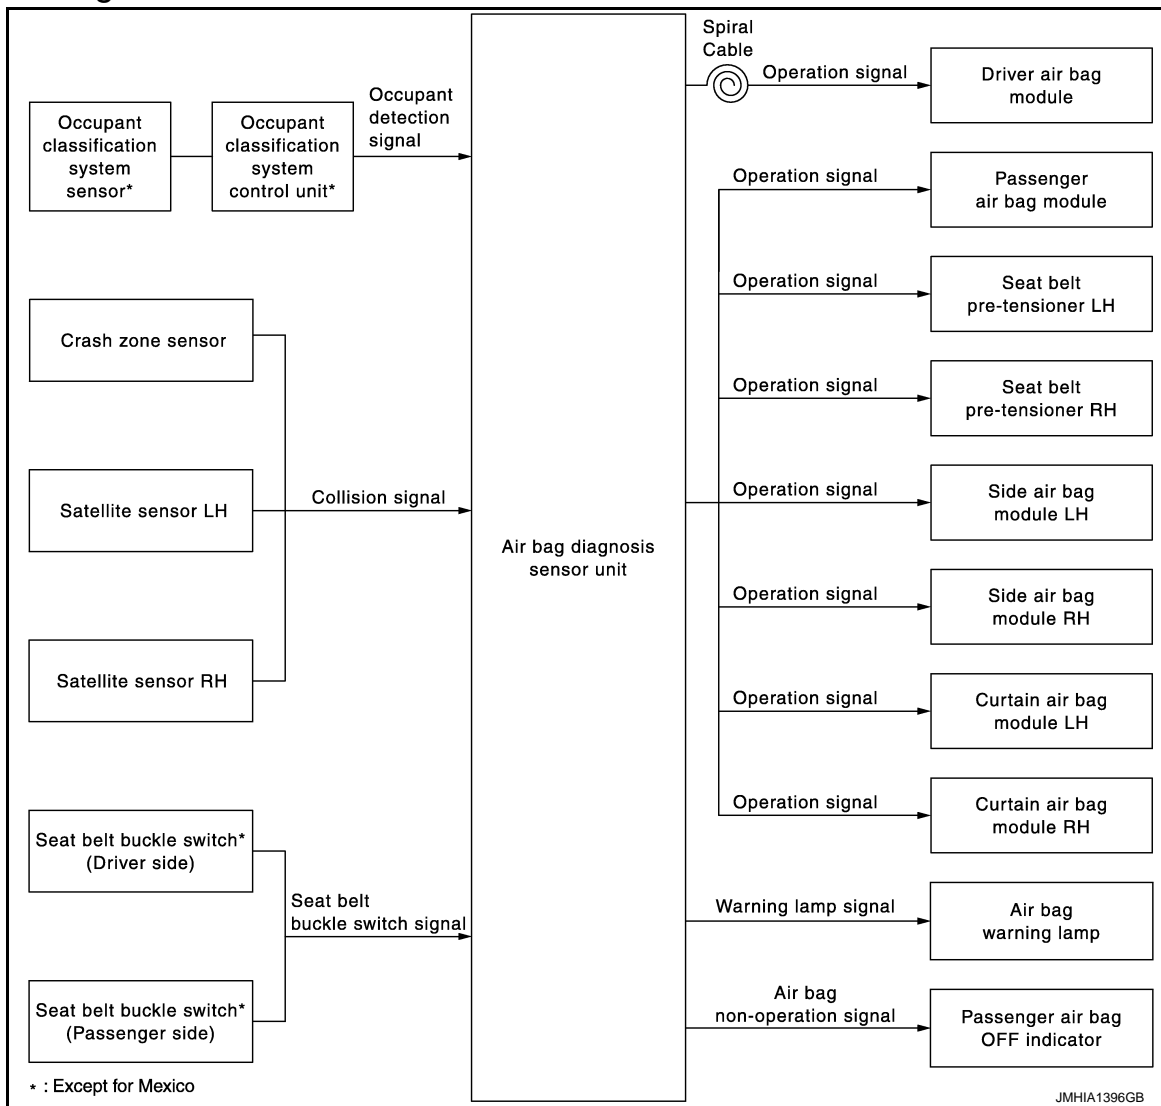 Spiral
Cable
Operation signal
Driver air bag
module
Occupant
classification
system
sensor*
Occupant
classification
system
control unit*
Occupant
detection
signal
Operation signal
Passenger
air bag module
Operation signal
Seat belt
pre-tensioner LH
Crash zone sensor
Operation signal
Seat belt
pre-tensioner RH
Satellite sensor LH
Collision signal
Operation signal
Side air bag
module LH
Air bag diagnosis
sensor unit
Operation signal
Side air bag
module RH
Satellite sensor RH
Operation signal
Curtain air bag
module LH
Operation signal
Curtain air bag
module RH
Seat belt buckle switch*
(Driver side)
Seat belt
buckle switch signal
Warning lamp signal
Air bag
warning lamp
Seat belt buckle switch*
(Passenger side)
Air bag
non-operation signal
Passenger air bag
OFF indicator
* : Except for Mexico
JMHIA1396GB